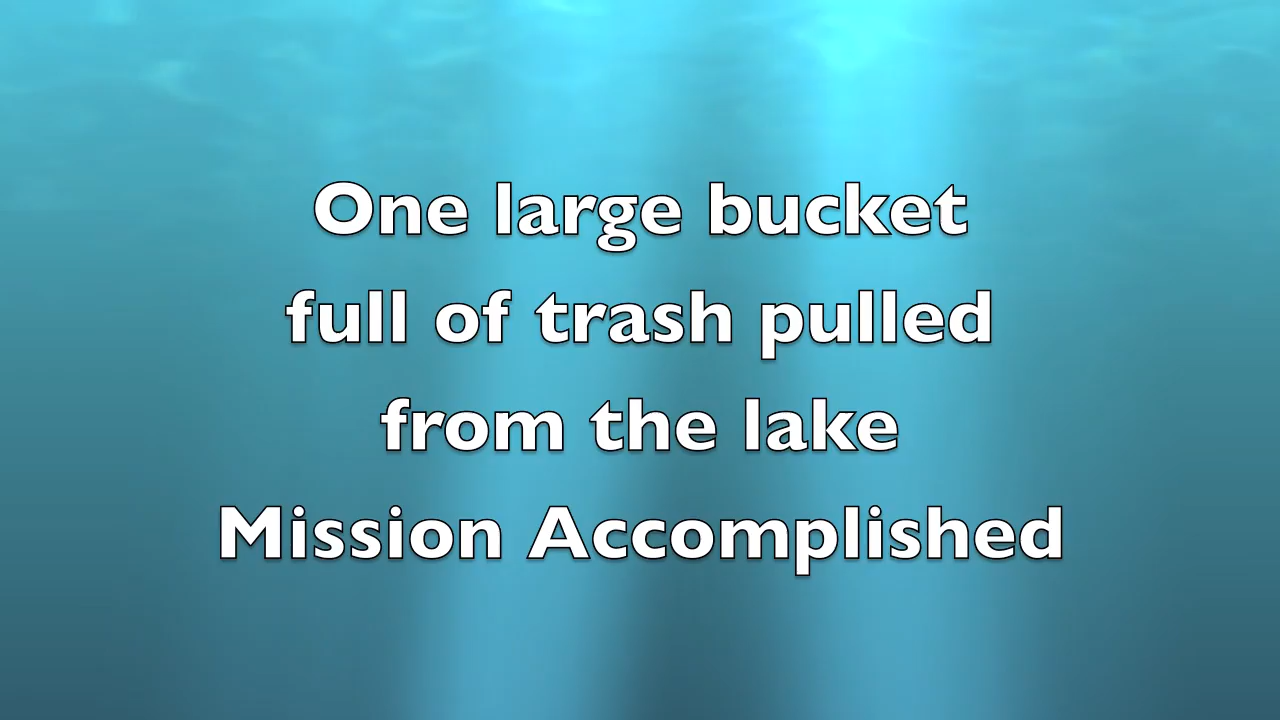 One large bucket
full of trash pulled
from the lake
Mission Accomplished